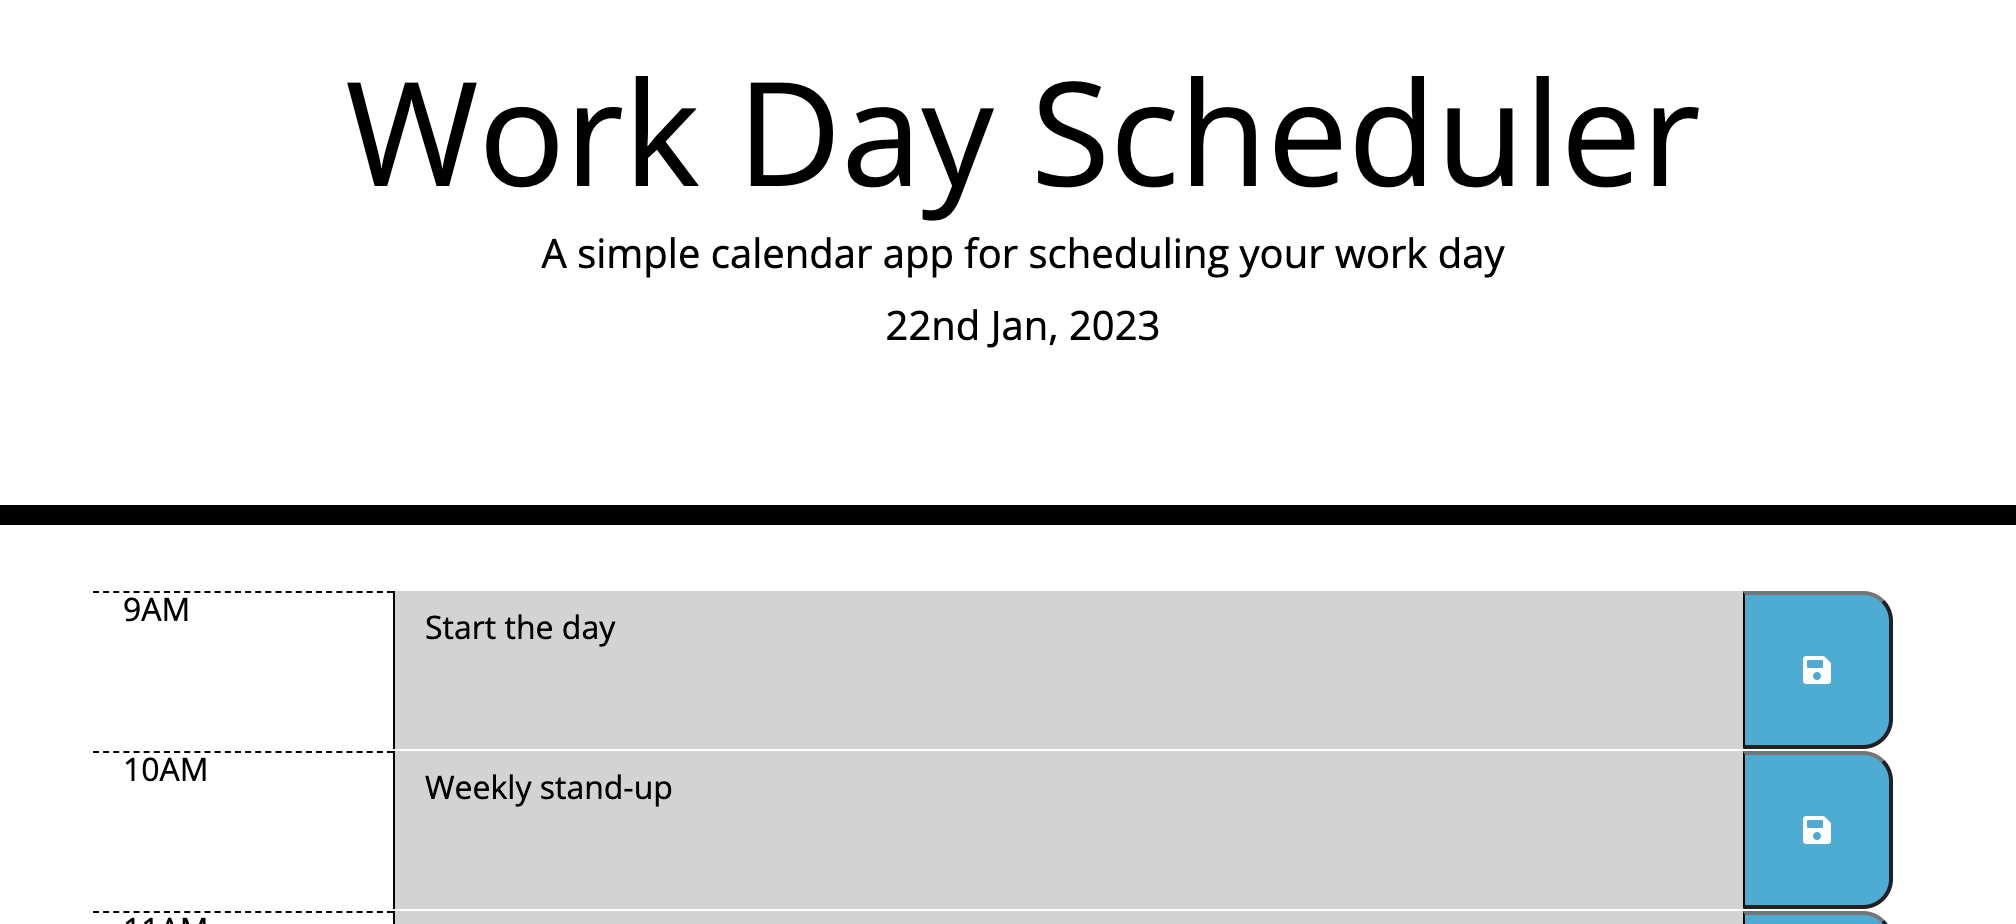 Work Day Scheduler
A simple calendar app for scheduling your work day
22nd Jan, 2023
9AM
Start the day
10AM
Weekly stand-up
11AM